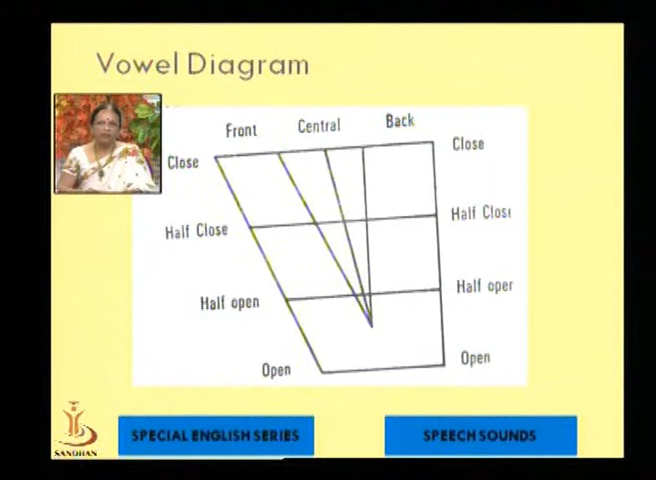 Vowel Diagram
Front Central Back
Close Close
Half Close Half Close
Half open Half oper
Open Open
SANDHAN
SPECIAL ENGLISH SERIES
SPEECH SOUNDS